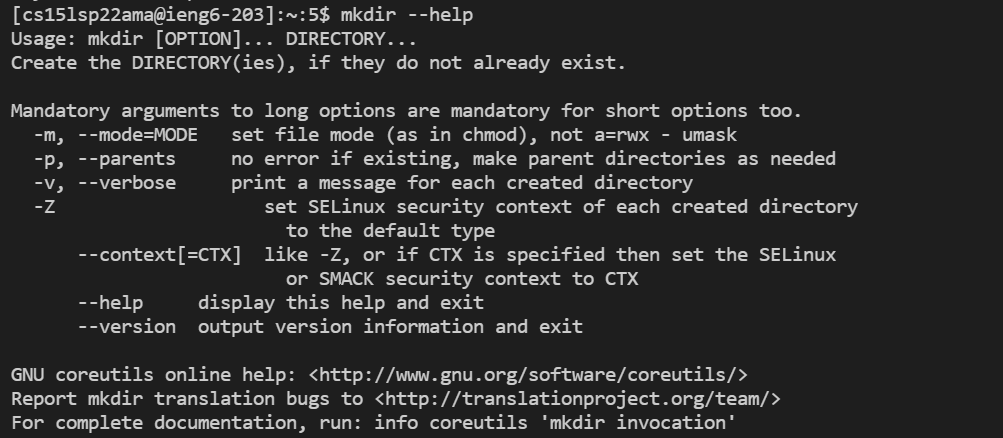 [cs15lsp22ama@ieng6-203]:~:5$ mkdir --help
Usage: mkdir [OPTION]... DIRECTORY...
Create the DIRECTORY(ies), if they do not already exist.

Mandatory arguments to long options are mandatory for short options too.
  -m, --mode=MODE   set file mode (as in chmod), not a=rwx - umask
  -p, --parents     no error if existing, make parent directories as needed
  -v, --verbose     print a message for each created directory
  -Z                   set SELinux security context of each created directory
                         to the default type
      --context[=CTX]  like -Z, or if CTX is specified then set the SELinux
                         or SMACK security context to CTX
      --help     display this help and exit
      --version  output version information and exit

GNU coreutils online help: <http://www.gnu.org/software/coreutils/>
Report mkdir translation bugs to <http://translationproject.org/team/>
For complete documentation, run: info coreutils 'mkdir invocation'